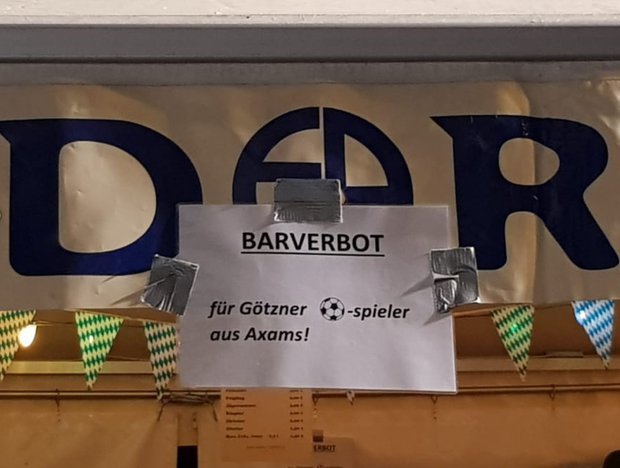 DER
BARVERBOT
für Götzner ⚽-spieler
aus Axams!